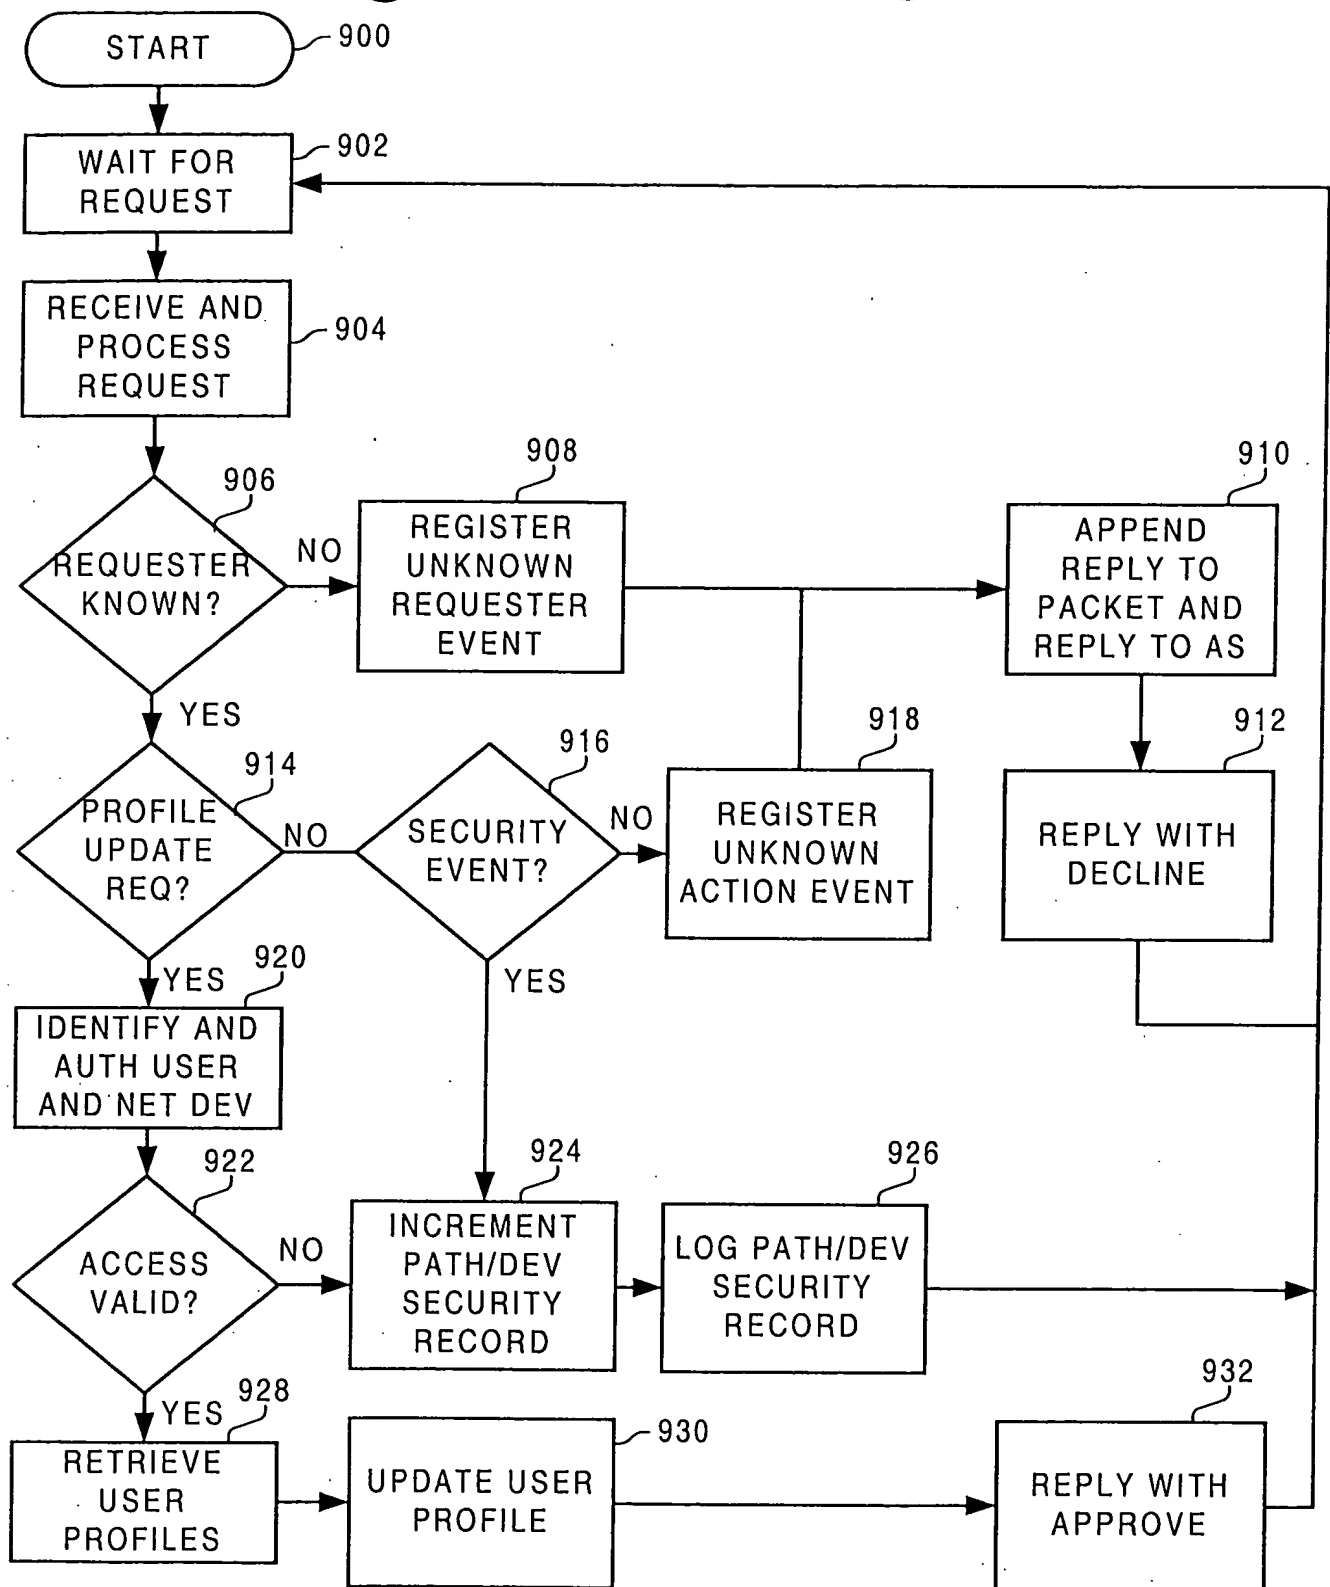 START
900
WAIT FOR
REQUEST
902
RECEIVE AND
PROCESS
REQUEST
904
906
REQUESTER
KNOWN?
NO
908
REGISTER
UNKNOWN
REQUESTER
EVENT
910
APPEND
REPLY TO
PACKET AND
REPLY TO AS
YES
914
PROFILE
UPDATE
REQ?
NO
916
SECURITY
EVENT?
NO
918
REGISTER
UNKNOWN
ACTION EVENT
912
REPLY WITH
DECLINE
YES
920
IDENTIFY AND
AUTH USER
AND NET DEV
YES
922
ACCESS
VALID?
NO
924
INCREMENT
PATH/DEV
SECURITY
RECORD
926
LOG PATH/DEV
SECURITY
RECORD
YES
928
RETRIEVE
USER
PROFILES
930
UPDATE USER
PROFILE
932
REPLY WITH
APPROVE